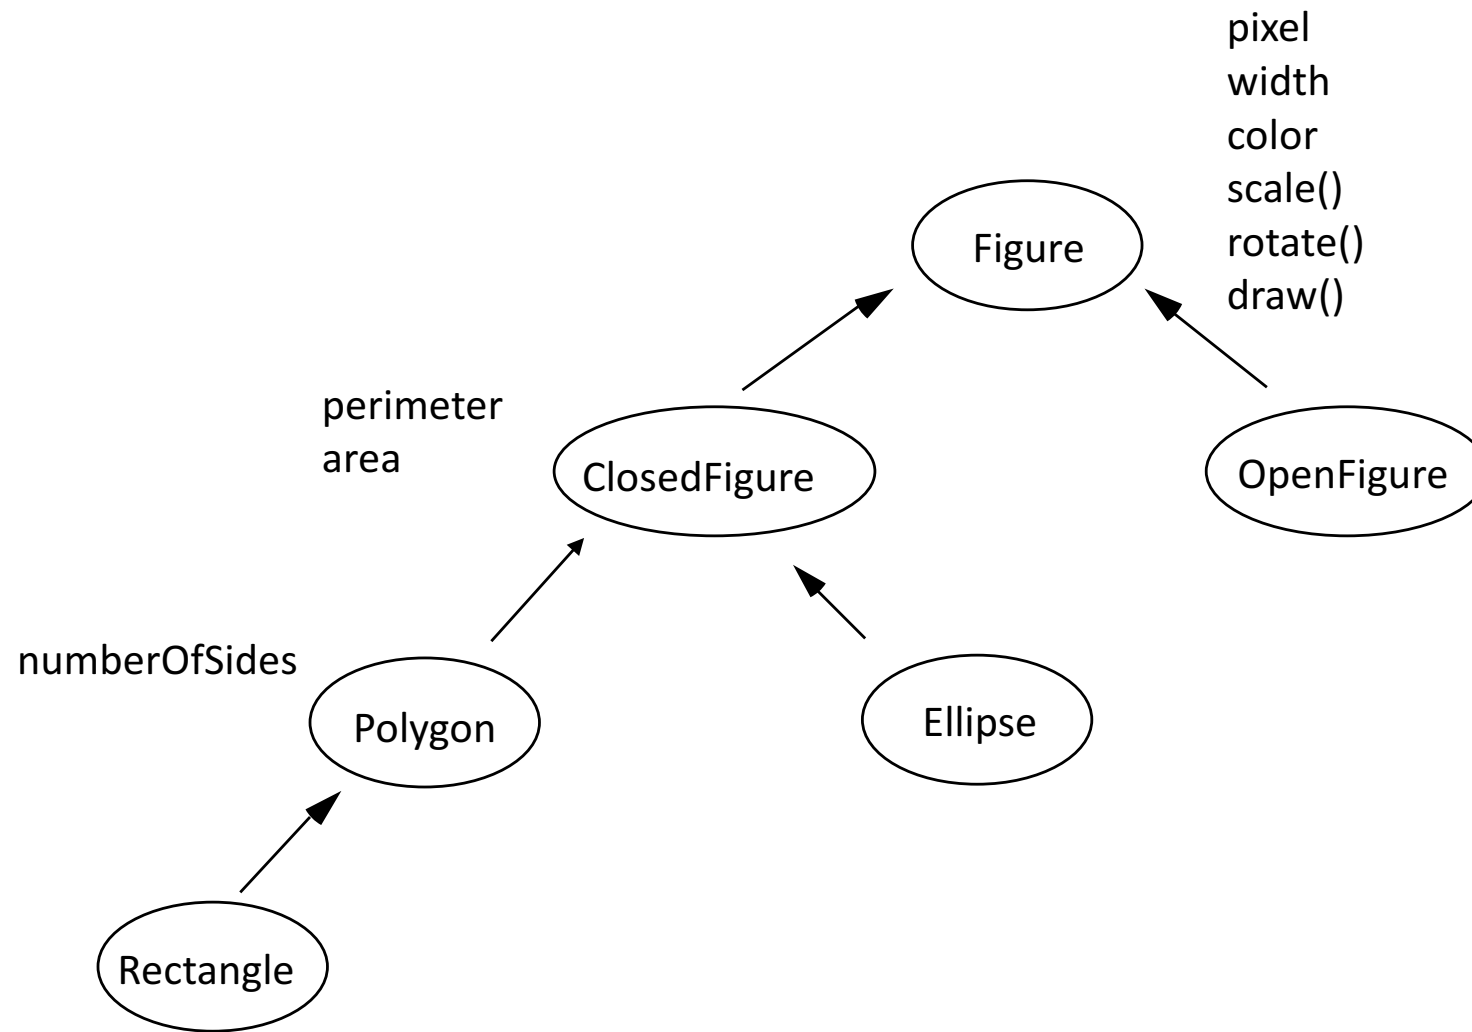 pixel
width
color
scale()
rotate()
draw()
Figure
perimeter
area
ClosedFigure
OpenFigure
numberOfSides
Polygon
Ellipse
Rectangle